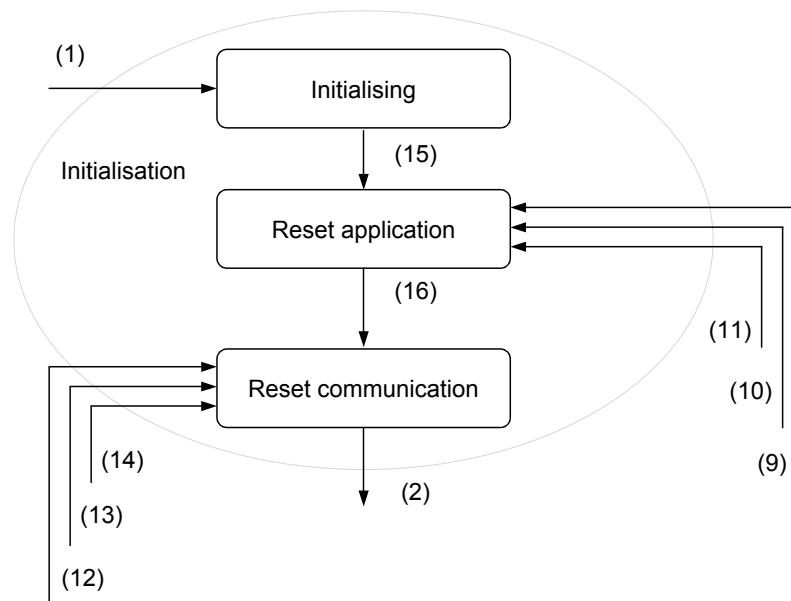 (1)
Initialising
(15)
Initialisation
Reset application
(16)
(11)
Reset communication
(10)
(14)
(9)
(2)
(13)
(12)